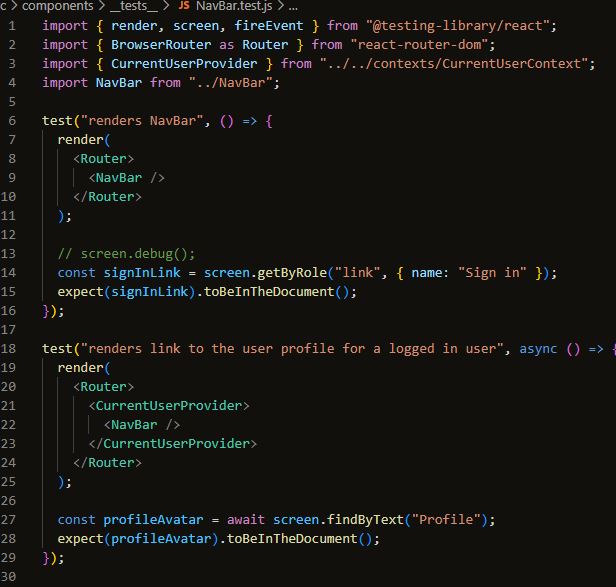 c > components > __tests__ > JS NavBar.test.js > ...
1 import { render, screen, fireEvent } from "@testing-library/react";
2 import { BrowserRouter as Router } from "react-router-dom";
3 import { CurrentUserProvider } from "../../contexts/CurrentUserContext";
4 import NavBar from "../NavBar";
5
6 test("renders NavBar", () => {
7   render(
8     <Router>
9       <NavBar />
10     </Router>
11   );
12
13   // screen.debug();
14   const signInLink = screen.getByRole("link", { name: "Sign in" });
15   expect(signInLink).toBeInTheDocument();
16 });
17
18 test("renders link to the user profile for a logged in user", async () => {
19   render(
20     <Router>
21       <CurrentUserProvider>
22         <NavBar />
23       </CurrentUserProvider>
24     </Router>
25   );
26
27   const profileAvatar = await screen.findByText("Profile");
28   expect(profileAvatar).toBeInTheDocument();
29 });
30